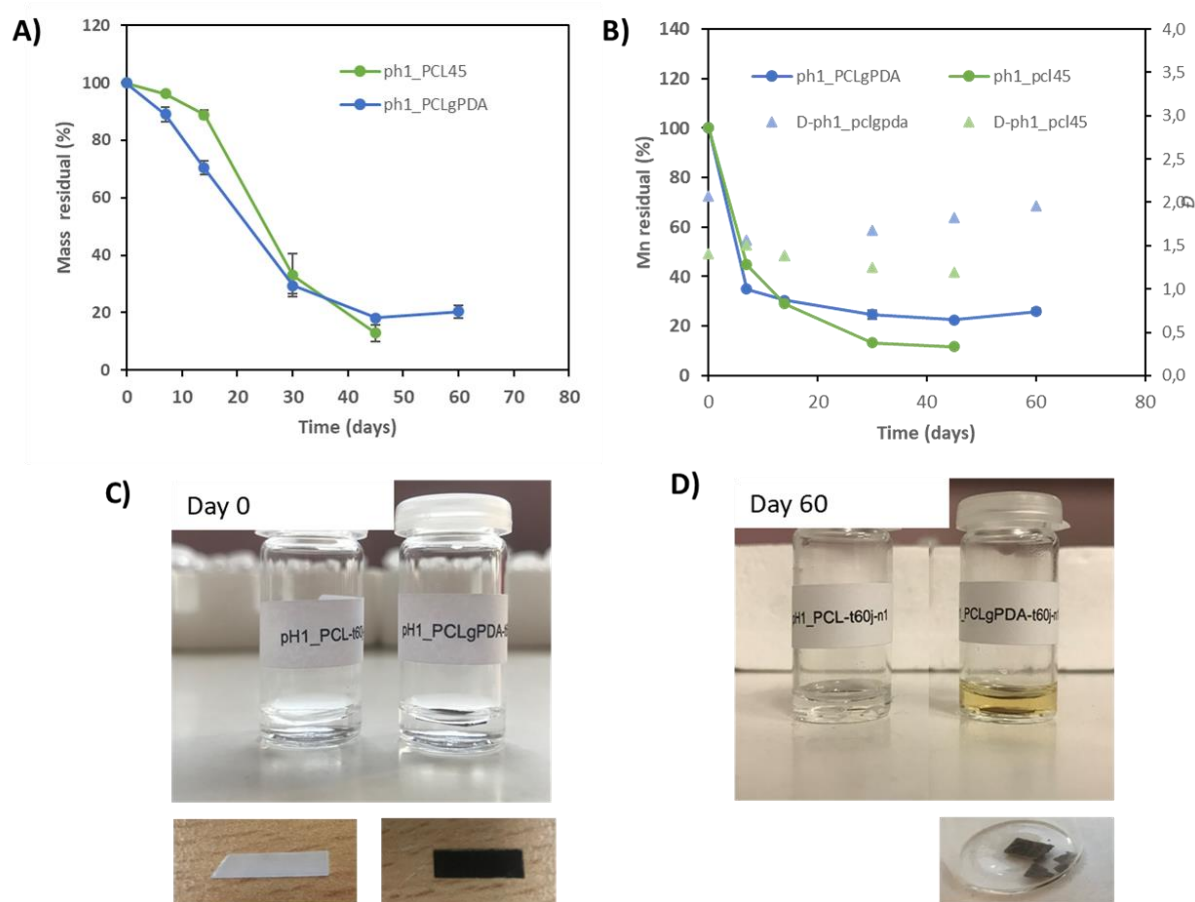 A)
120
100
80
60
40
20
0
Mass residual (%)
ph1_PCL45
ph1_PCLgPDA
0 10 20 30 40 50 60 70 80
Time (days)
B)
140
120
100
80
60
40
20
0
Mn residual (%)
ph1_PCLgPDA ph1_pcl45
D-ph1_pclgpda D-ph1_pcl45
4,0
3,5
3,0
2,5
2,0
1,5
1,0
0,5
0,0
Đ
0 20 40 60 80
Time (days)
C)
Day 0
pH1_PCL-t60
pH1_PCLgPDA-t
D)
Day 60
H1_PCL-t60j-n1
_PCLgPDA-t60j-n